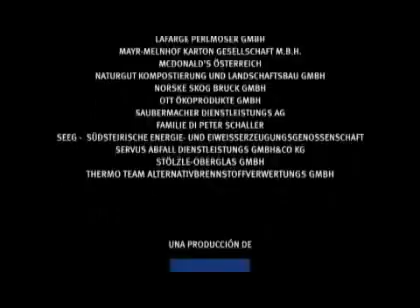 LAFARGE PERLMOSER GMBH
MAYR-MELNHOF KARTON GESELLSCHAFT M.B.H.
MCDONALD'S ÖSTERREICH
NATURGUT KOMPOSTIERUNG UND LANDSCHAFTSBAU GMBH
NORSKE SKOG BRUCK GMBH
OTT ÖKOPRODUKTE GMBH
SAUBERMACHER DIENSTLEISTUNGS AG
FAMILIE DI PETER SCHALLER
SEEG - SÜDSTEIRISCHE ENERGIE- UND EIWEISSERZEUGUNGSGENOSSENSCHAFT
SERVUS ABFALL DIENSTLEISTUNGS GMBH&CO KG
STÖLZLE-OBERGLAS GMBH
THERMO TEAM ALTERNATIVBRENNSTOFFVERWERTUNGS GMBH
UNA PRODUCCIÓN DE